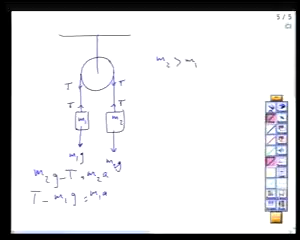 5 / 5
T T
m₂ > m₁
T T
m₁ m₂
m₁g m₂g
m₂g - T = m₂a
T - m₁g = m₁a